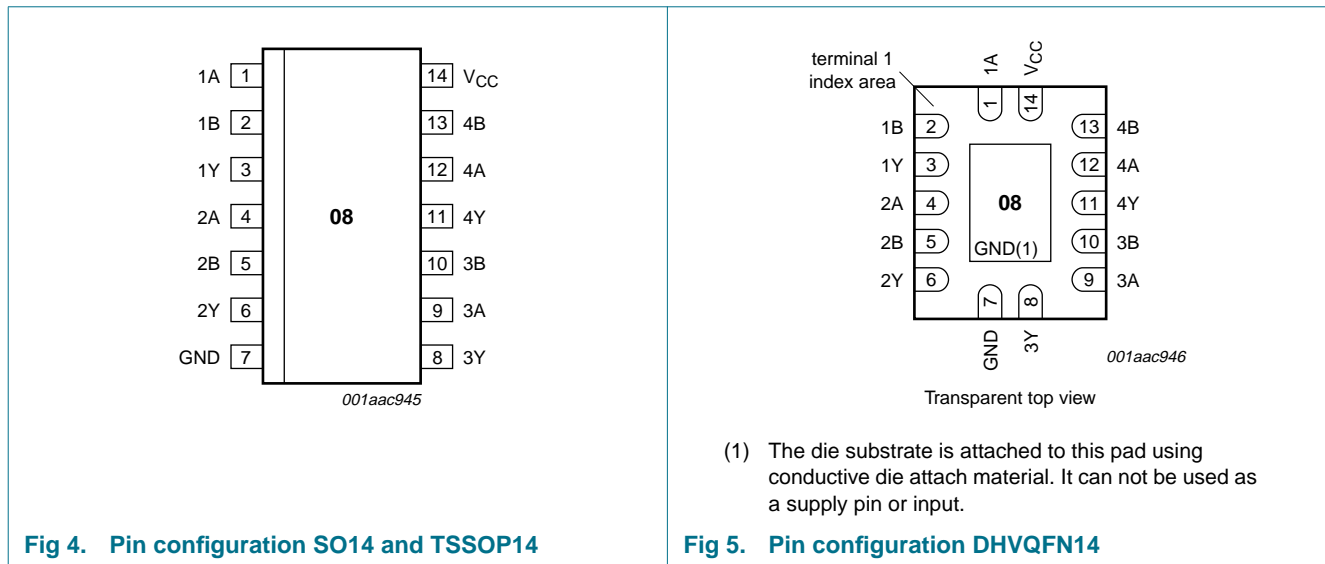 1A 1 14 VCC
1B 2 13 4B
1Y 3 12 4A
2A 4 08 11 4Y
2B 5 10 3B
2Y 6 9 3A
GND 7 8 3Y
001aac945
Fig 4. Pin configuration SO14 and TSSOP14
terminal 1
index area
1A VCC
1 14
1B 2 13 4B
1Y 3 12 4A
2A 4 08 11 4Y
2B 5 GND(1) 10 3B
2Y 6 9 3A
7 8
GND 3Y
001aac946
Transparent top view
(1) The die substrate is attached to this pad using
conductive die attach material. It can not be used as
a supply pin or input.
Fig 5. Pin configuration DHVQFN14